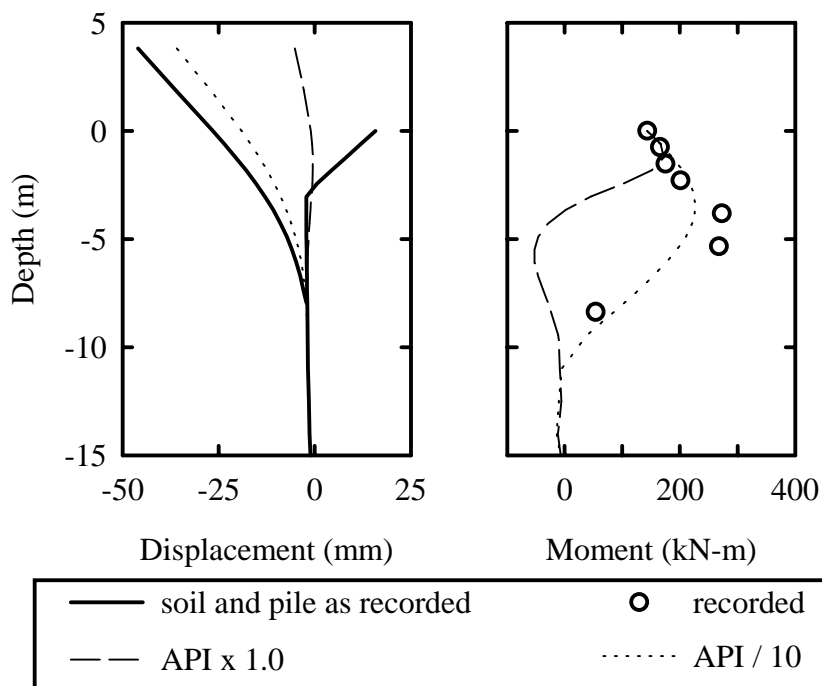 5
0
-5
-10
-15
Depth (m)
-50 -25 0 25
0 200 400
Displacement (mm)
Moment (kN-m)
soil and pile as recorded
recorded
API x 1.0
API / 10